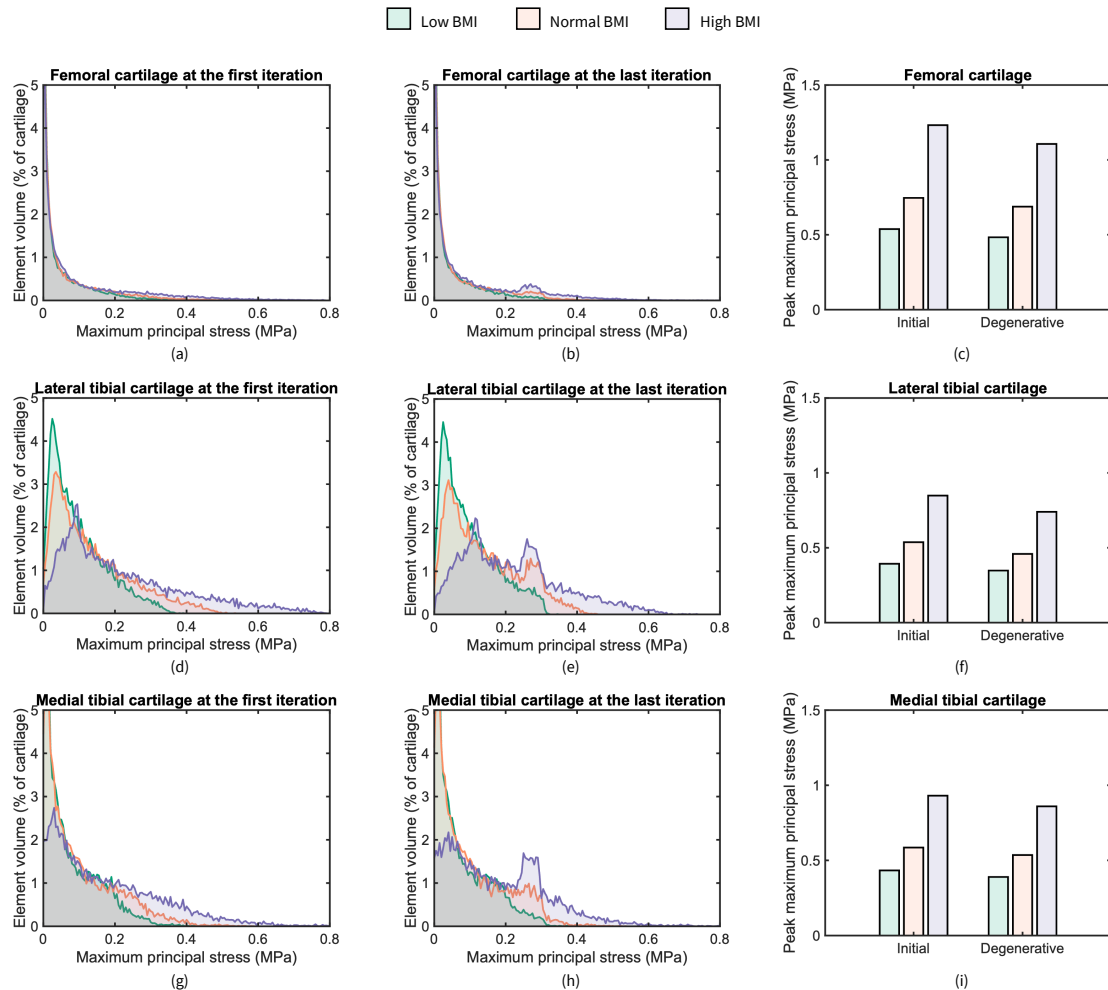 Low BMI Normal BMI High BMI
Femoral cartilage at the first iteration
Element volume (% of cartilage)
5
4
3
2
1
0
0 0.2 0.4 0.6 0.8
Maximum principal stress (MPa)
(a)
Femoral cartilage at the last iteration
Element volume (% of cartilage)
5
4
3
2
1
0
0 0.2 0.4 0.6 0.8
Maximum principal stress (MPa)
(b)
Femoral cartilage
Peak maximum principal stress (MPa)
1.5
1
0.5
0
Initial Degenerative
(c)
Lateral tibial cartilage at the first iteration
Element volume (% of cartilage)
5
4
3
2
1
0
0 0.2 0.4 0.6 0.8
Maximum principal stress (MPa)
(d)
Lateral tibial cartilage at the last iteration
Element volume (% of cartilage)
5
4
3
2
1
0
0 0.2 0.4 0.6 0.8
Maximum principal stress (MPa)
(e)
Lateral tibial cartilage
Peak maximum principal stress (MPa)
1.5
1
0.5
0
Initial Degenerative
(f)
Medial tibial cartilage at the first iteration
Element volume (% of cartilage)
5
4
3
2
1
0
0 0.2 0.4 0.6 0.8
Maximum principal stress (MPa)
(g)
Medial tibial cartilage at the last iteration
Element volume (% of cartilage)
5
4
3
2
1
0
0 0.2 0.4 0.6 0.8
Maximum principal stress (MPa)
(h)
Medial tibial cartilage
Peak maximum principal stress (MPa)
1.5
1
0.5
0
Initial Degenerative
(i)